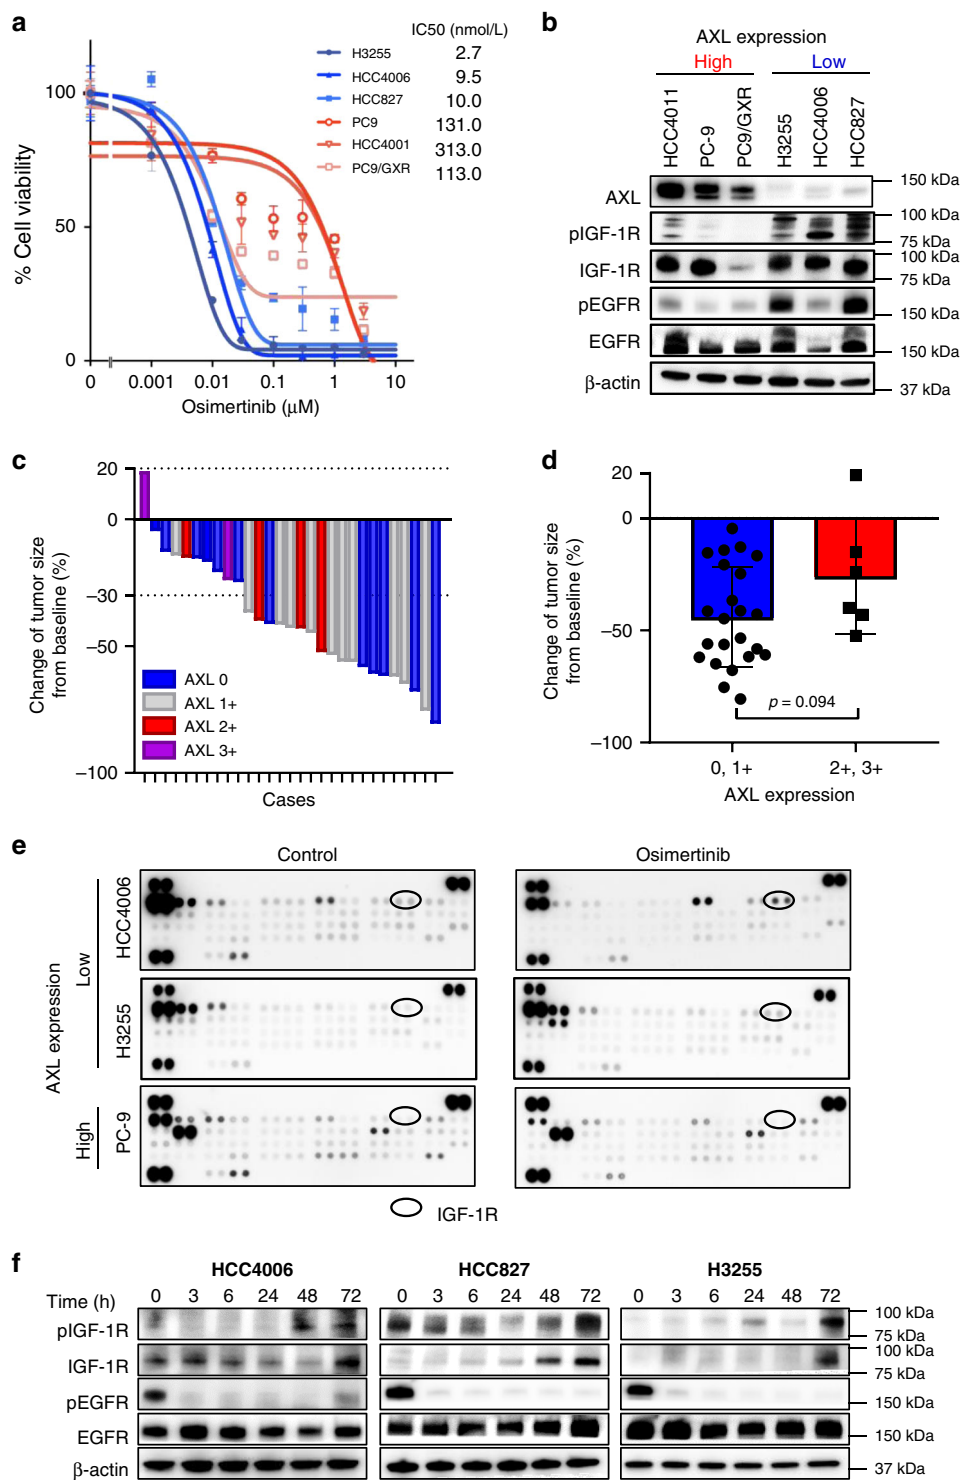 a
IC50 (nmol/L)
H3255 2.7
HCC4006 9.5
HCC827 10.0
PC9 131.0
HCC4001 313.0
PC9/GXR 113.0
% Cell viability
100
50
0
0 0.001 0.01 0.1 1 10
Osimertinib (μM)
b
AXL expression
High Low
HCC4011 PC-9 PC9/GXR H3255 HCC4006 HCC827
AXL 150 kDa
pIGF-1R 100 kDa 75 kDa
IGF-1R 100 kDa 75 kDa
pEGFR 150 kDa
EGFR 150 kDa
β-actin 37 kDa
c
Change of tumor size
from baseline (%)
20
0
−30
−50
−100
AXL 0
AXL 1+
AXL 2+
AXL 3+
Cases
d
Change of tumor size
from baseline (%)
20
0
−50
−100
p = 0.094
0, 1+ 2+, 3+
AXL expression
e
Control Osimertinib
AXL expression
Low
High
HCC4006
H3255
PC-9
IGF-1R
f
HCC4006 HCC827 H3255
Time (h) 0 3 6 24 48 72 0 3 6 24 48 72 0 3 6 24 48 72
pIGF-1R 100 kDa 75 kDa
IGF-1R 100 kDa 75 kDa
pEGFR 150 kDa
EGFR 150 kDa
β-actin 37 kDa